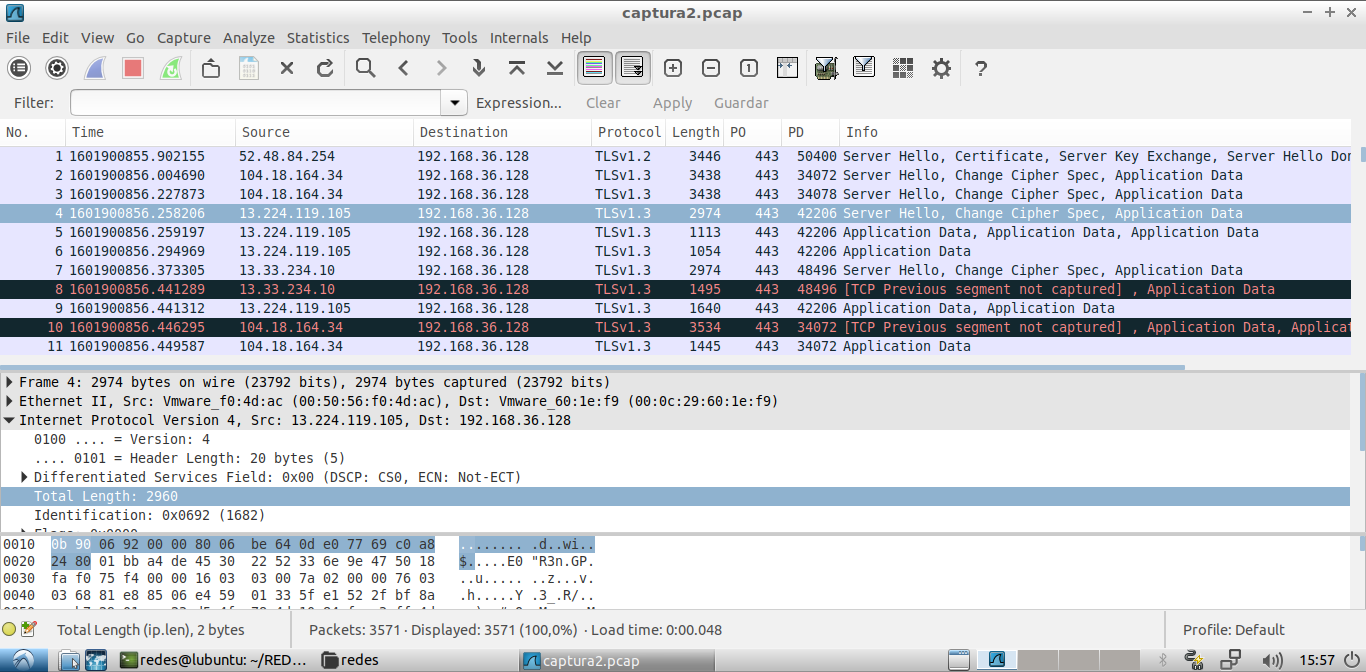 captura2.pcap
File Edit View Go Capture Analyze Statistics Telephony Tools Internals Help
Filter: Expression... Clear Apply Guardar
No. Time Source Destination Protocol Length PO PD Info
1 1601900855.902155 52.48.84.254 192.168.36.128 TLSv1.2 3446 443 50400 Server Hello, Certificate, Server Key Exchange, Server Hello Don
2 1601900856.004690 104.18.164.34 192.168.36.128 TLSv1.3 3438 443 34072 Server Hello, Change Cipher Spec, Application Data
3 1601900856.227873 104.18.164.34 192.168.36.128 TLSv1.3 3438 443 34078 Server Hello, Change Cipher Spec, Application Data
4 1601900856.258206 13.224.119.105 192.168.36.128 TLSv1.3 2974 443 42206 Server Hello, Change Cipher Spec, Application Data
5 1601900856.259197 13.224.119.105 192.168.36.128 TLSv1.3 1113 443 42206 Application Data, Application Data, Application Data
6 1601900856.294969 13.224.119.105 192.168.36.128 TLSv1.3 1054 443 42206 Application Data
7 1601900856.373305 13.33.234.10 192.168.36.128 TLSv1.3 2974 443 48496 Server Hello, Change Cipher Spec, Application Data
8 1601900856.441289 13.33.234.10 192.168.36.128 TLSv1.3 1495 443 48496 [TCP Previous segment not captured] , Application Data
9 1601900856.441312 13.224.119.105 192.168.36.128 TLSv1.3 1640 443 42206 Application Data, Application Data
10 1601900856.446295 104.18.164.34 192.168.36.128 TLSv1.3 3534 443 34072 [TCP Previous segment not captured] , Application Data, Applicat
11 1601900856.449587 104.18.164.34 192.168.36.128 TLSv1.3 1445 443 34072 Application Data
Frame 4: 2974 bytes on wire (23792 bits), 2974 bytes captured (23792 bits)
Ethernet II, Src: Vmware_f0:4d:ac (00:50:56:f0:4d:ac), Dst: Vmware_60:1e:f9 (00:0c:29:60:1e:f9)
Internet Protocol Version 4, Src: 13.224.119.105, Dst: 192.168.36.128
0100 .... = Version: 4
.... 0101 = Header Length: 20 bytes (5)
Differentiated Services Field: 0x00 (DSCP: CS0, ECN: Not-ECT)
Total Length: 2960
Identification: 0x0692 (1682)
0010 0b 90 06 92 00 00 80 06 be 64 0d e0 77 69 c0 a8 ........ .d..wi..
0020 24 80 01 bb a4 de 45 30 22 52 33 6e 9e 47 50 18 $.....E0 "R3n.GP.
0030 fa f0 75 f4 00 00 16 03 03 00 7a 02 00 00 76 03 ..u..... ..z...v.
0040 03 68 81 e8 85 06 e4 59 01 33 5f e1 52 2f bf 8a .h.....Y .3_.R/..
Total Length (ip.len), 2 bytes Packets: 3571 · Displayed: 3571 (100,0%) · Load time: 0:00.048 Profile: Default
redes@lubuntu: ~/RED... redes captura2.pcap 15:57